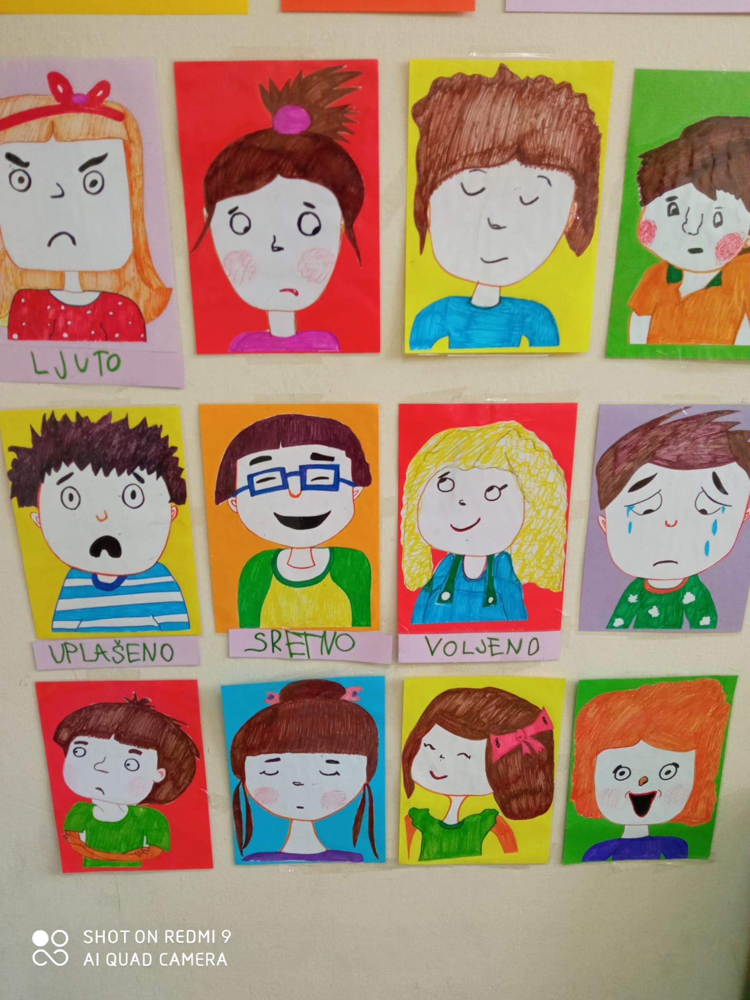 LJUTO
UPLAŠENO
SRETNO
VOLJENO
SHOT ON REDMI 9
AI QUAD CAMERA